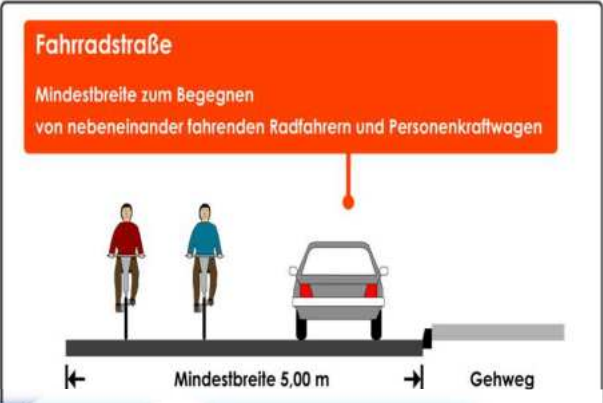 Fahrradstraße
Mindestbreite zum Begegnen
von nebeneinander fahrenden Radfahrern und Personenkraftwagen
Mindestbreite 5,00 m
Gehweg